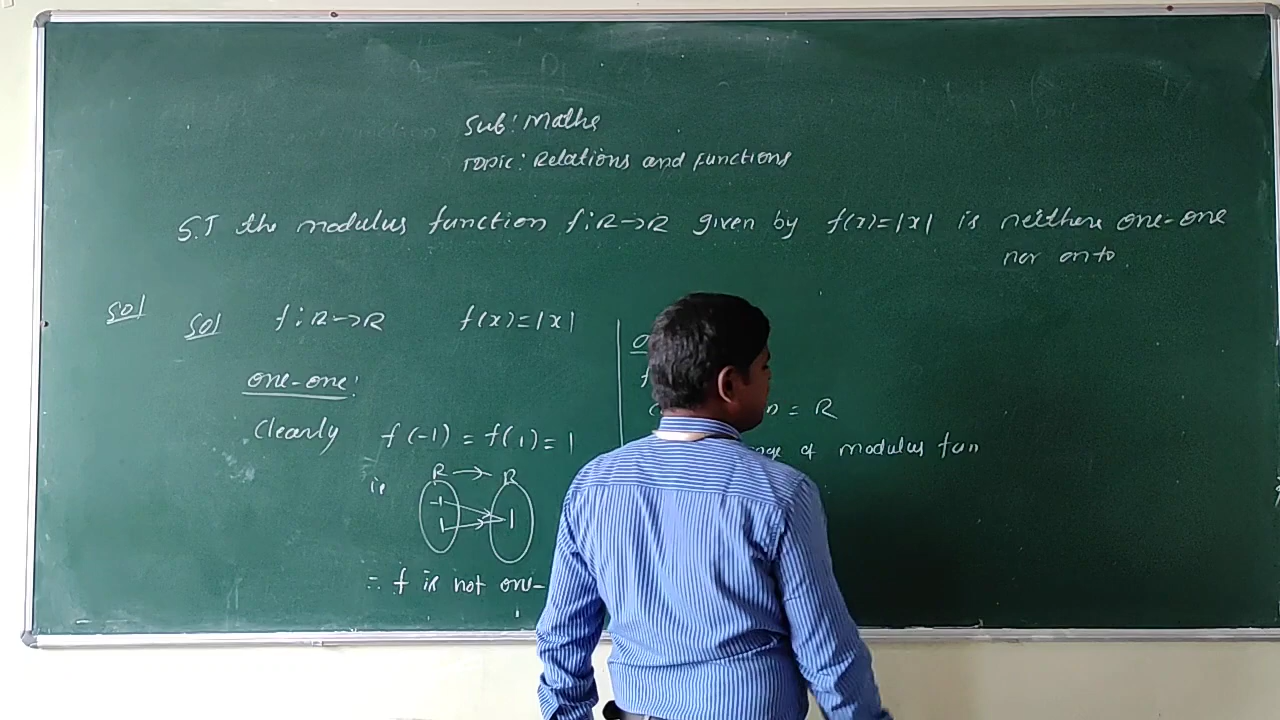 Sub: Maths
Topic: Relations and Functions
S.T the modulus function f: R→R given by f(x)=|x| is neithere one-one
nor onto.
Sol
Sol f: R→R f(x)=|x|
one-one:
Clearly f(-1) = f(1) = 1
ie R → R
-1
1 1
∴ f is not one-
= R
of modulus fun